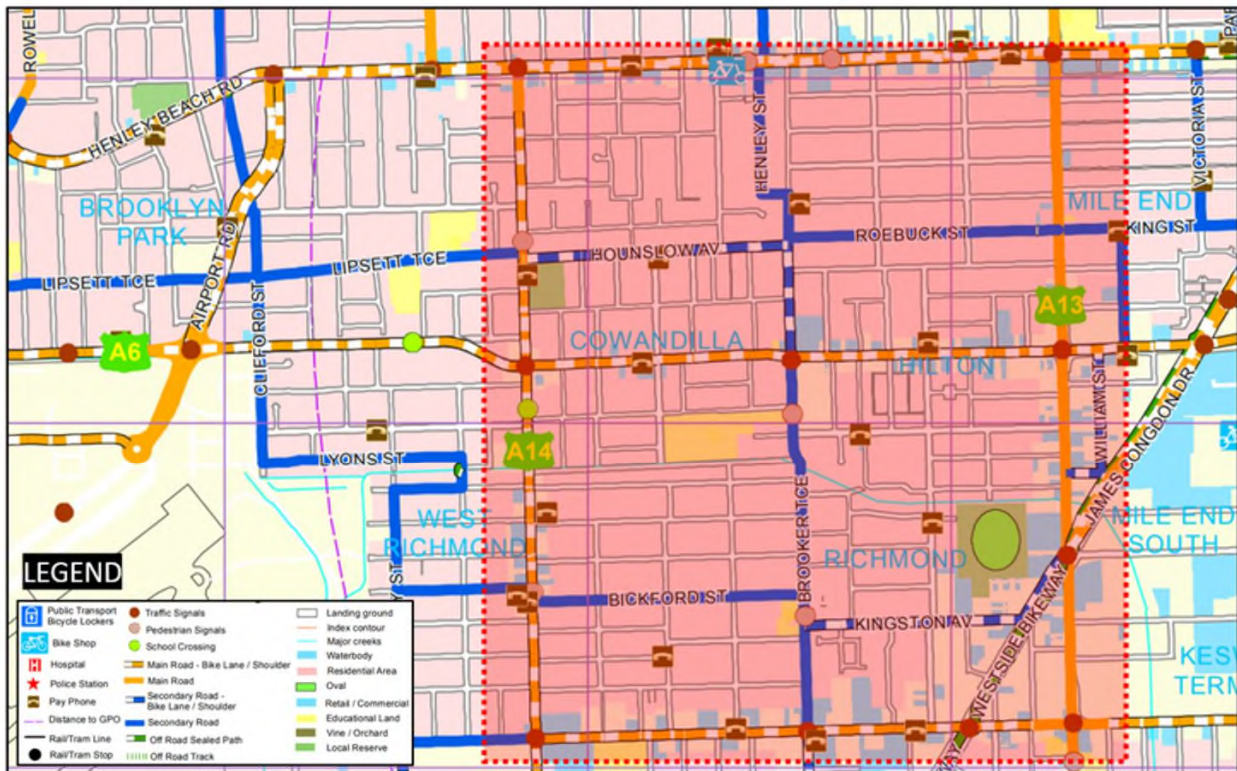 ROWEL
HENLEY BEACH RD
BROOKLYN
PARK
AIRPORT RD
LIPSETT TCE
LIPSETT TCE
CLIFFORD ST
A6
LYONS ST
WEST
RICHMOND
Y ST
HENLEY ST
HOUNSLOW AV
ROEBUCK ST
COWANDILLA
HILTON
A14
A13
BICKFORD ST
BROOKER TCE
RICHMOND
KINGSTON AV
WEST SIDE BIKEWAY
WAY
JAMES CONGDON DR
WILLIAM ST
VICTORIA ST
PAR
MILE END
KING ST
MILE END
SOUTH
KESW
TERM
LEGEND
Public Transport
Bicycle Lockers
Bike Shop
H Hospital
Police Station
Pay Phone
Distance to GPO
Rail/Tram Line
Rail/Tram Stop
Traffic Signals
Pedestrian Signals
School Crossing
Main Road - Bike Lane / Shoulder
Main Road
Secondary Road -
Bike Lane / Shoulder
Secondary Road
Off Road Sealed Path
Off Road Track
Landing ground
Index contour
Major creeks
Waterbody
Residential Area
Oval
Retail / Commercial
Educational Land
Vine / Orchard
Local Reserve